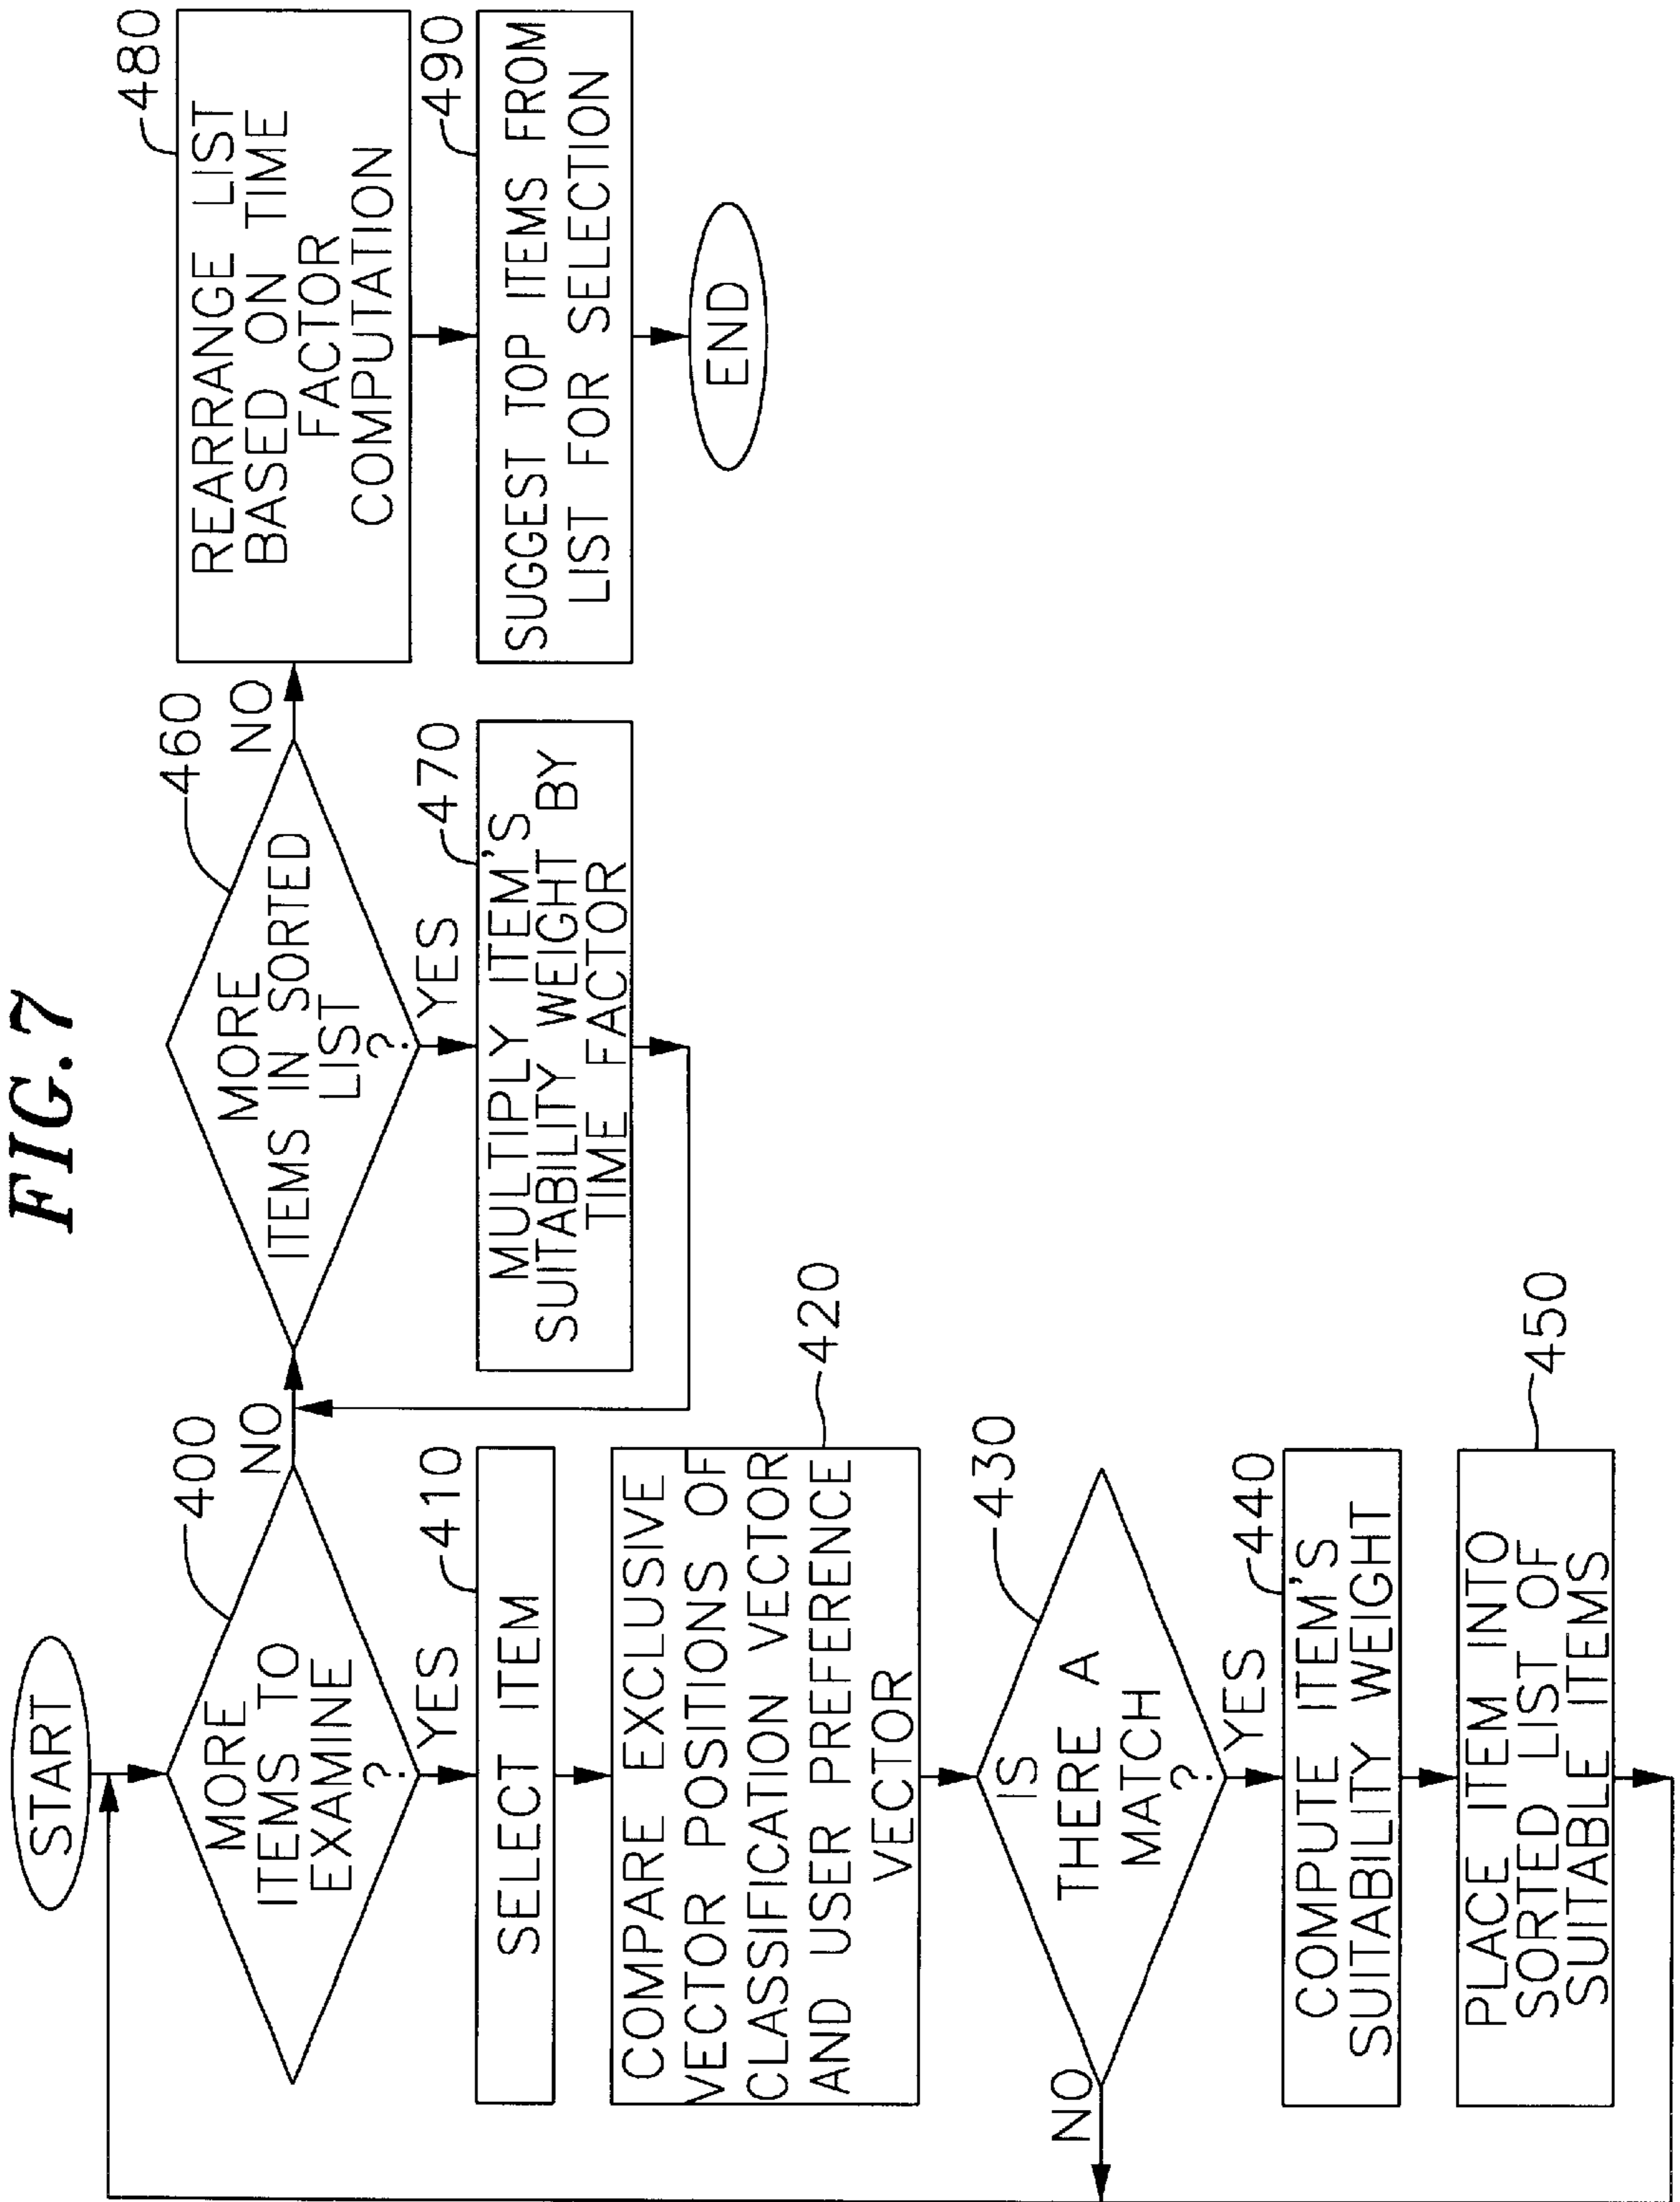 FIG.7
START
400
MORE
ITEMS TO
EXAMINE
?
NO
YES
410
SELECT ITEM
420
COMPARE EXCLUSIVE
VECTOR POSITIONS OF
CLASSIFICATION VECTOR
AND USER PREFERENCE
VECTOR
430
IS
THERE A
MATCH
?
NO
YES
440
COMPUTE ITEM'S
SUITABILITY WEIGHT
450
PLACE ITEM INTO
SORTED LIST OF
SUITABLE ITEMS
460
MORE
ITEMS IN SORTED
LIST
?
NO
YES
470
MULTIPLY ITEM'S
SUITABILITY WEIGHT BY
TIME FACTOR
480
REARRANGE LIST
BASED ON TIME
FACTOR
COMPUTATION
490
SUGGEST TOP ITEMS FROM
LIST FOR SELECTION
END